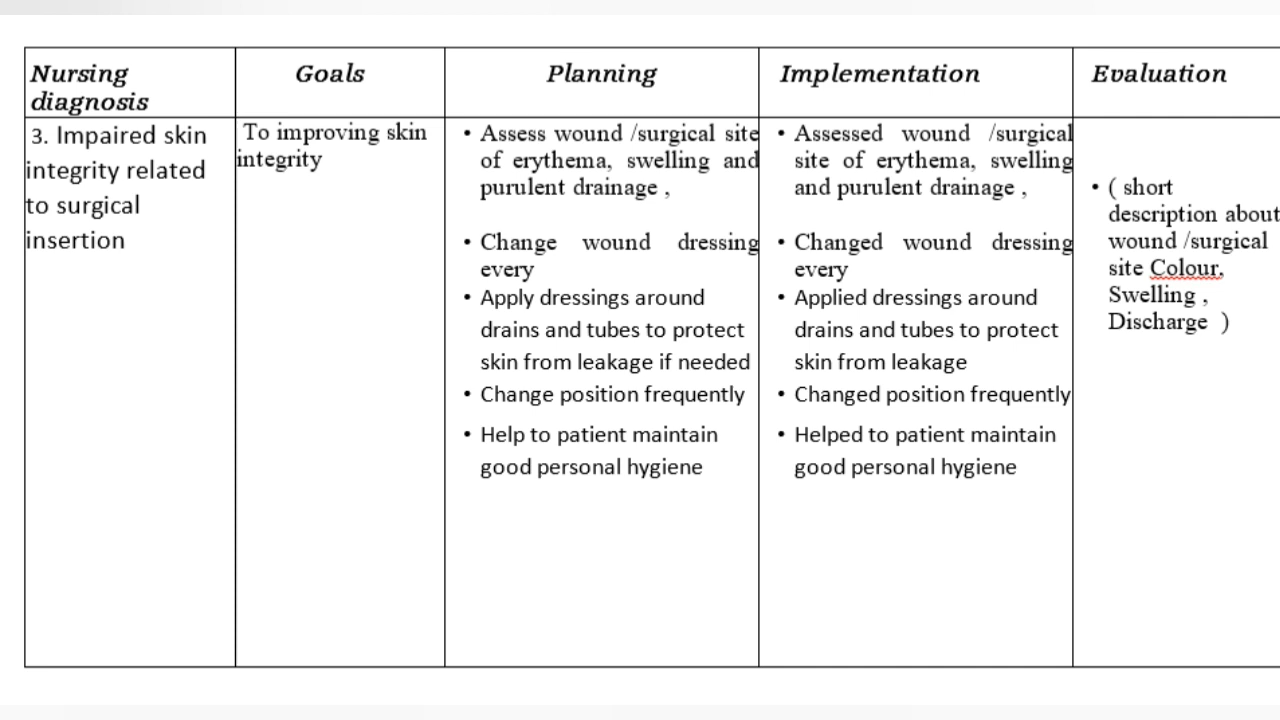 Nursing
diagnosis
Goals
Planning
Implementation
Evaluation
3. Impaired skin
integrity related
to surgical
insertion
To improving skin
integrity
• Assess wound /surgical site
of erythema, swelling and
purulent drainage ,
• Change wound dressing
every
• Apply dressings around
drains and tubes to protect
skin from leakage if needed
• Change position frequently
• Help to patient maintain
good personal hygiene
• Assessed wound /surgical
site of erythema, swelling
and purulent drainage ,
• Changed wound dressing
every
• Applied dressings around
drains and tubes to protect
skin from leakage
• Changed position frequently
• Helped to patient maintain
good personal hygiene
• ( short
description about
wound /surgical
site Colour,
Swelling ,
Discharge )